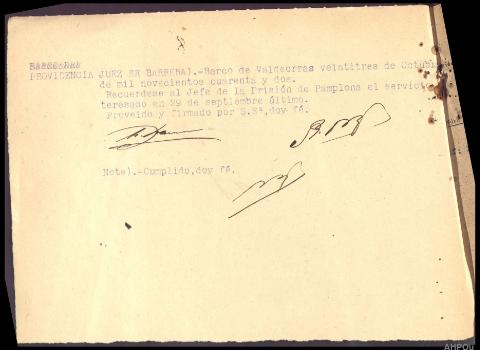 PROVIDENCIA JUEZ SR BARRERA).-Barco de Valdeorras veintitres de Octubre
de mil novecientos cuarenta y dos.
Recuerdese al Jefe de la Prisión de Pamplona el servicio
teresado en 29 de septiembre último.
Proveido y firmado por S.Sª,doy fé.
Nota).-Cumplido,doy fé.
AHPOu